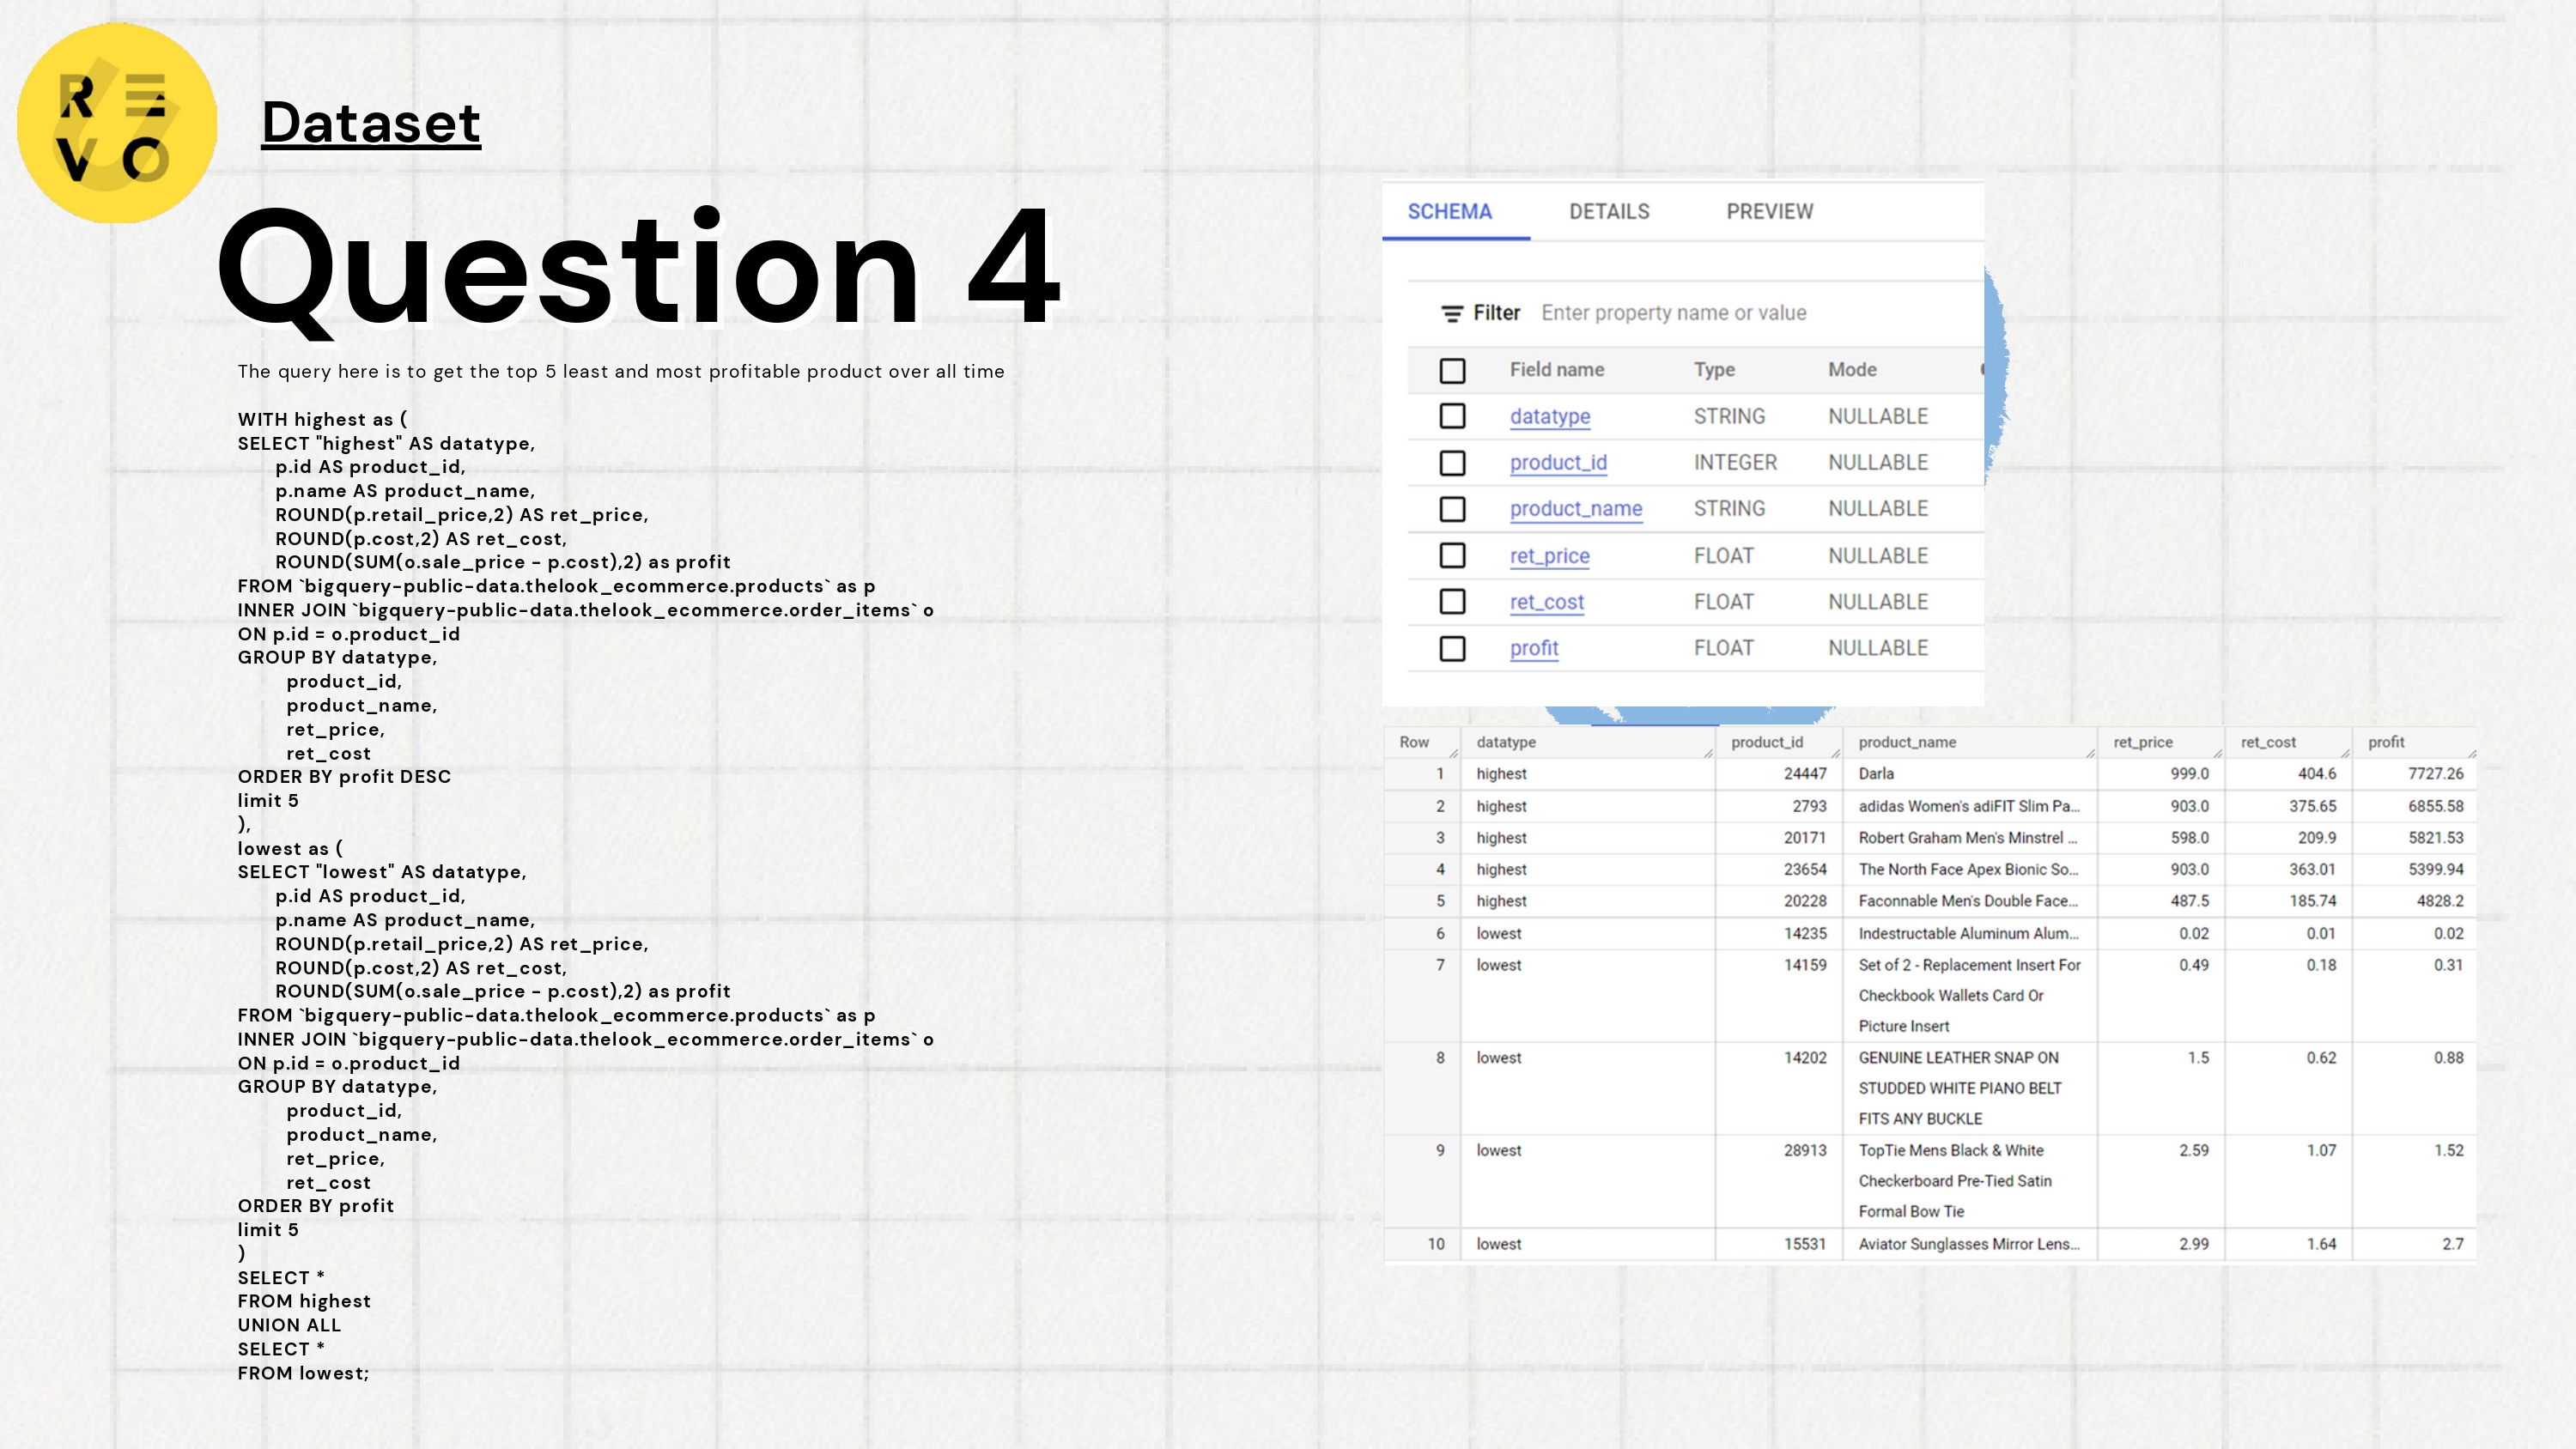 RE
VO
Dataset
Question 4
The query here is to get the top 5 least and most profitable product over all time
WITH highest as (
SELECT "highest" AS datatype,
p.id AS product_id,
p.name AS product_name,
ROUND(p.retail_price,2) AS ret_price,
ROUND(p.cost,2) AS ret_cost,
ROUND(SUM(o.sale_price - p.cost),2) as profit
FROM `bigquery-public-data.thelook_ecommerce.products` as p
INNER JOIN `bigquery-public-data.thelook_ecommerce.order_items` o
ON p.id = o.product_id
GROUP BY datatype,
product_id,
product_name,
ret_price,
ret_cost
ORDER BY profit DESC
limit 5
),
lowest as (
SELECT "lowest" AS datatype,
p.id AS product_id,
p.name AS product_name,
ROUND(p.retail_price,2) AS ret_price,
ROUND(p.cost,2) AS ret_cost,
ROUND(SUM(o.sale_price - p.cost),2) as profit
FROM `bigquery-public-data.thelook_ecommerce.products` as p
INNER JOIN `bigquery-public-data.thelook_ecommerce.order_items` o
ON p.id = o.product_id
GROUP BY datatype,
product_id,
product_name,
ret_price,
ret_cost
ORDER BY profit
limit 5
)
SELECT *
FROM highest
UNION ALL
SELECT *
FROM lowest;
SCHEMA DETAILS PREVIEW
Filter Enter property name or value
Field name Type Mode
datatype STRING NULLABLE
product_id INTEGER NULLABLE
product_name STRING NULLABLE
ret_price FLOAT NULLABLE
ret_cost FLOAT NULLABLE
profit FLOAT NULLABLE
Row datatype product_id product_name ret_price ret_cost profit
1 highest 24447 Darla 999.0 404.6 7727.26
2 highest 2793 adidas Women's adiFIT Slim Pa... 903.0 375.65 6855.58
3 highest 20171 Robert Graham Men's Minstrel ... 598.0 209.9 5821.53
4 highest 23654 The North Face Apex Bionic So... 903.0 363.01 5399.94
5 highest 20228 Faconnable Men's Double Face... 487.5 185.74 4828.2
6 lowest 14235 Indestructable Aluminum Alum... 0.02 0.01 0.02
7 lowest 14159 Set of 2 - Replacement Insert For 0.49 0.18 0.31
Checkbook Wallets Card Or
Picture Insert
8 lowest 14202 GENUINE LEATHER SNAP ON 1.5 0.62 0.88
STUDDED WHITE PIANO BELT
FITS ANY BUCKLE
9 lowest 28913 TopTie Mens Black & White 2.59 1.07 1.52
Checkerboard Pre-Tied Satin
Formal Bow Tie
10 lowest 15531 Aviator Sunglasses Mirror Lens... 2.99 1.64 2.7